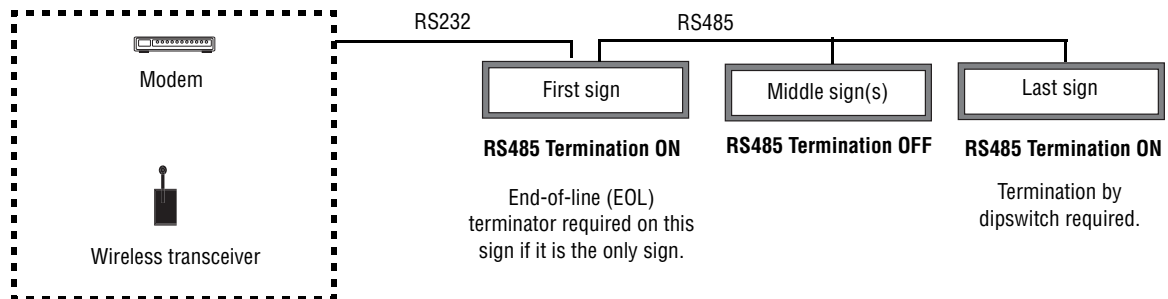 RS232
RS485
Modem
First sign
Middle sign(s)
Last sign
RS485 Termination ON
RS485 Termination OFF
RS485 Termination ON
End-of-line (EOL)
terminator required on this
sign if it is the only sign.
Termination by
dipswitch required.
Wireless transceiver